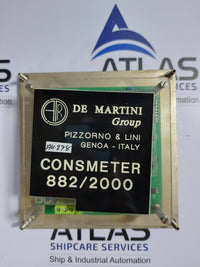 ATLAS
DE MARTINI
Group
PIZZORNO & LINI
GENOA - ITALY
CONSMETER
882/2000
ATLAS
SHIPCARE SERVICES
Ship & Industrial Automation